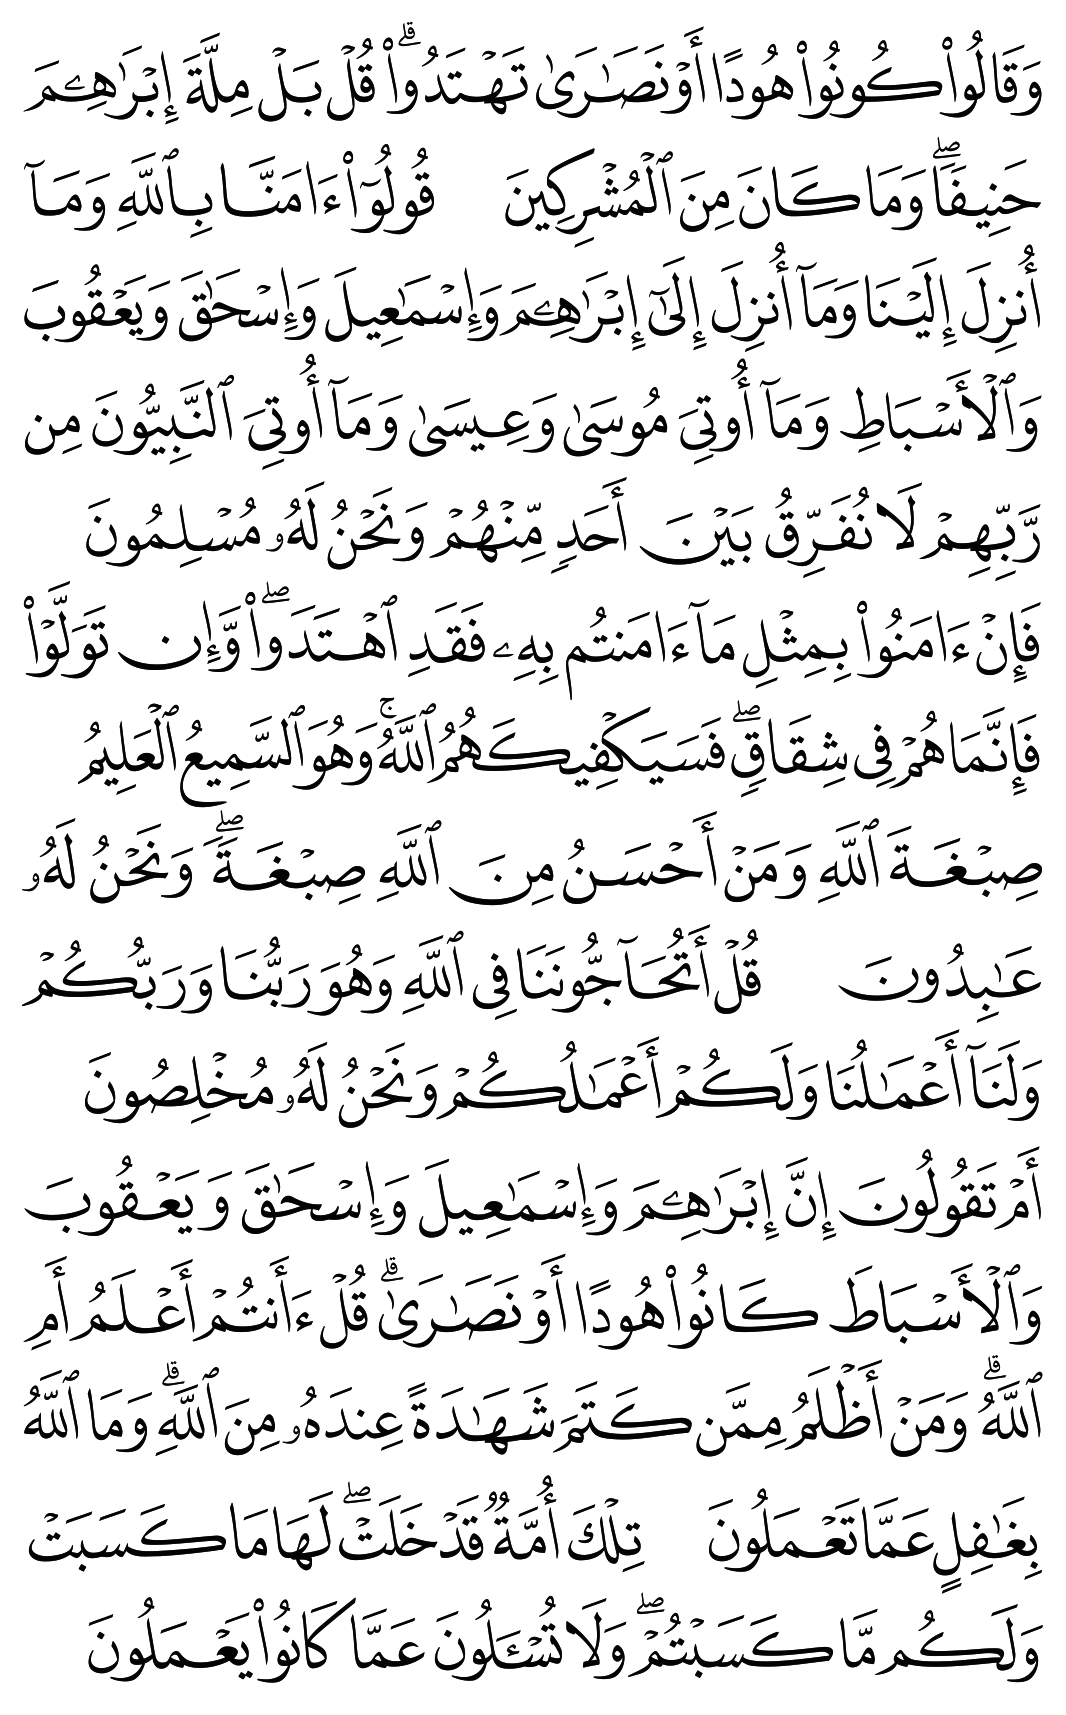 وَقَالُوا۟ كُونُوا۟ هُودًا أَوْ نَصَـٰرَىٰ تَهْتَدُوا۟ ۗ قُلْ بَلْ مِلَّةَ إِبْرَٰهِـۧمَ
حَنِيفًا ۖ وَمَا كَانَ مِنَ ٱلْمُشْرِكِينَ قُولُوٓا۟ ءَامَنَّا بِٱللَّهِ وَمَآ
أُنزِلَ إِلَيْنَا وَمَآ أُنزِلَ إِلَىٰٓ إِبْرَٰهِـۧمَ وَإِسْمَـٰعِيلَ وَإِسْحَـٰقَ وَيَعْقُوبَ
وَٱلْأَسْبَاطِ وَمَآ أُوتِىَ مُوسَىٰ وَعِيسَىٰ وَمَآ أُوتِىَ ٱلنَّبِيُّونَ مِن
رَّبِّهِمْ لَا نُفَرِّقُ بَيْنَ أَحَدٍ مِّنْهُمْ وَنَحْنُ لَهُۥ مُسْلِمُونَ
فَإِنْ ءَامَنُوا۟ بِمِثْلِ مَآ ءَامَنتُم بِهِۦ فَقَدِ ٱهْتَدَوا۟ ۖ وَّإِن تَوَلَّوْا۟
فَإِنَّمَا هُمْ فِى شِقَاقٍ ۖ فَسَيَكْفِيكَهُمُ ٱللَّهُ ۚ وَهُوَ ٱلسَّمِيعُ ٱلْعَلِيمُ
صِبْغَةَ ٱللَّهِ وَمَنْ أَحْسَنُ مِنَ ٱللَّهِ صِبْغَةً ۖ وَنَحْنُ لَهُۥ
عَـٰبِدُونَ قُلْ أَتُحَآجُّونَنَا فِى ٱللَّهِ وَهُوَ رَبُّنَا وَرَبُّكُمْ
وَلَنَآ أَعْمَـٰلُنَا وَلَكُمْ أَعْمَـٰلُكُمْ وَنَحْنُ لَهُۥ مُخْلِصُونَ
أَمْ تَقُولُونَ إِنَّ إِبْرَٰهِـۧمَ وَإِسْمَـٰعِيلَ وَإِسْحَـٰقَ وَيَعْقُوبَ
وَٱلْأَسْبَاطَ كَانُوا۟ هُودًا أَوْ نَصَـٰرَىٰ ۗ قُلْ ءَأَنتُمْ أَعْلَمُ أَمِ
ٱللَّهُ ۗ وَمَنْ أَظْلَمُ مِمَّن كَتَمَ شَهَـٰدَةً عِندَهُۥ مِنَ ٱللَّهِ ۗ وَمَا ٱللَّهُ
بِغَـٰفِلٍ عَمَّا تَعْمَلُونَ تِلْكَ أُمَّةٌ قَدْ خَلَتْ ۖ لَهَا مَا كَسَبَتْ
وَلَكُم مَّا كَسَبْتُمْ ۖ وَلَا تُسْـَٔلُونَ عَمَّا كَانُوا۟ يَعْمَلُونَ